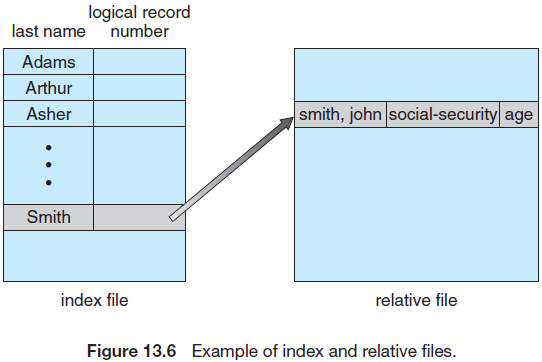 logical record
last name number
Adams
Arthur
Asher
Smith
smith, john social-security age
index file
relative file
Figure 13.6 Example of index and relative files.